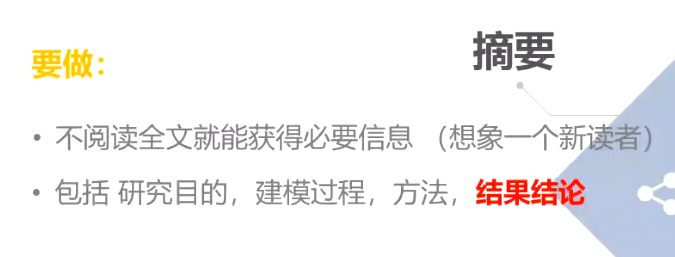 摘要
要做：
• 不阅读全文就能获得必要信息 （想象一个新读者）
• 包括 研究目的，建模过程，方法，结果结论